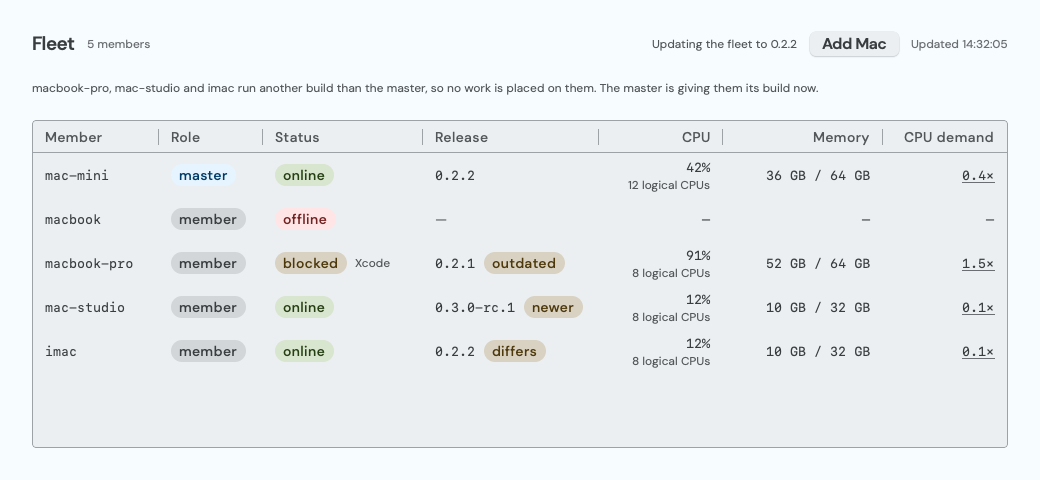 Fleet 5 members Updating the fleet to 0.2.2 Add Mac Updated 14:32:05
macbook-pro, mac-studio and imac run another build than the master, so no work is placed on them. The master is giving them its build now.
Member Role Status Release CPU Memory CPU demand
mac-mini master online 0.2.2 42% 36 GB / 64 GB 0.4×
12 logical CPUs
macbook member offline — — — —
macbook-pro member blocked Xcode 0.2.1 outdated 91% 52 GB / 64 GB 1.5×
8 logical CPUs
mac-studio member online 0.3.0-rc.1 newer 12% 10 GB / 32 GB 0.1×
8 logical CPUs
imac member online 0.2.2 differs 12% 10 GB / 32 GB 0.1×
8 logical CPUs